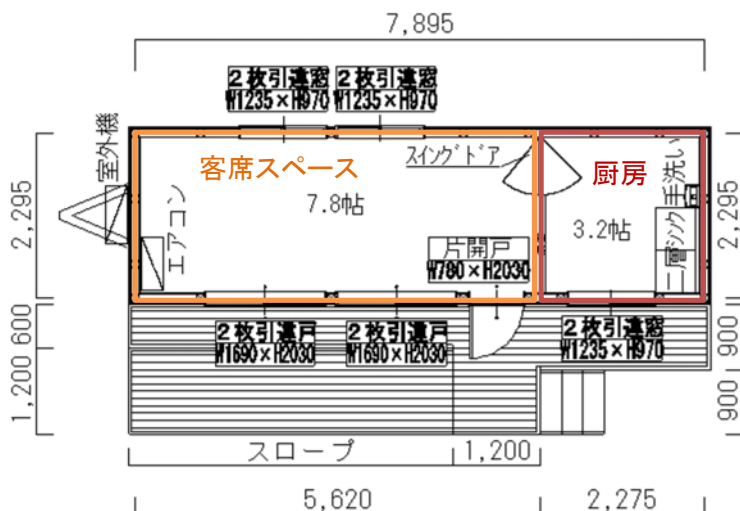 7,895
2枚引違窓
W1235×H970
2枚引違窓
W1235×H970
室外機
客席スペース
スイングドア
厨房
手洗い
2,295
エアコン
7.8帖
3.2帖
二層シンク
2,295
片開戸
W780×H2030
600
2枚引違戸
W1690×H2030
2枚引違戸
W1690×H2030
2枚引違窓
W1235×H970
900
1,200
900
スロープ
1,200
5,620
2,275